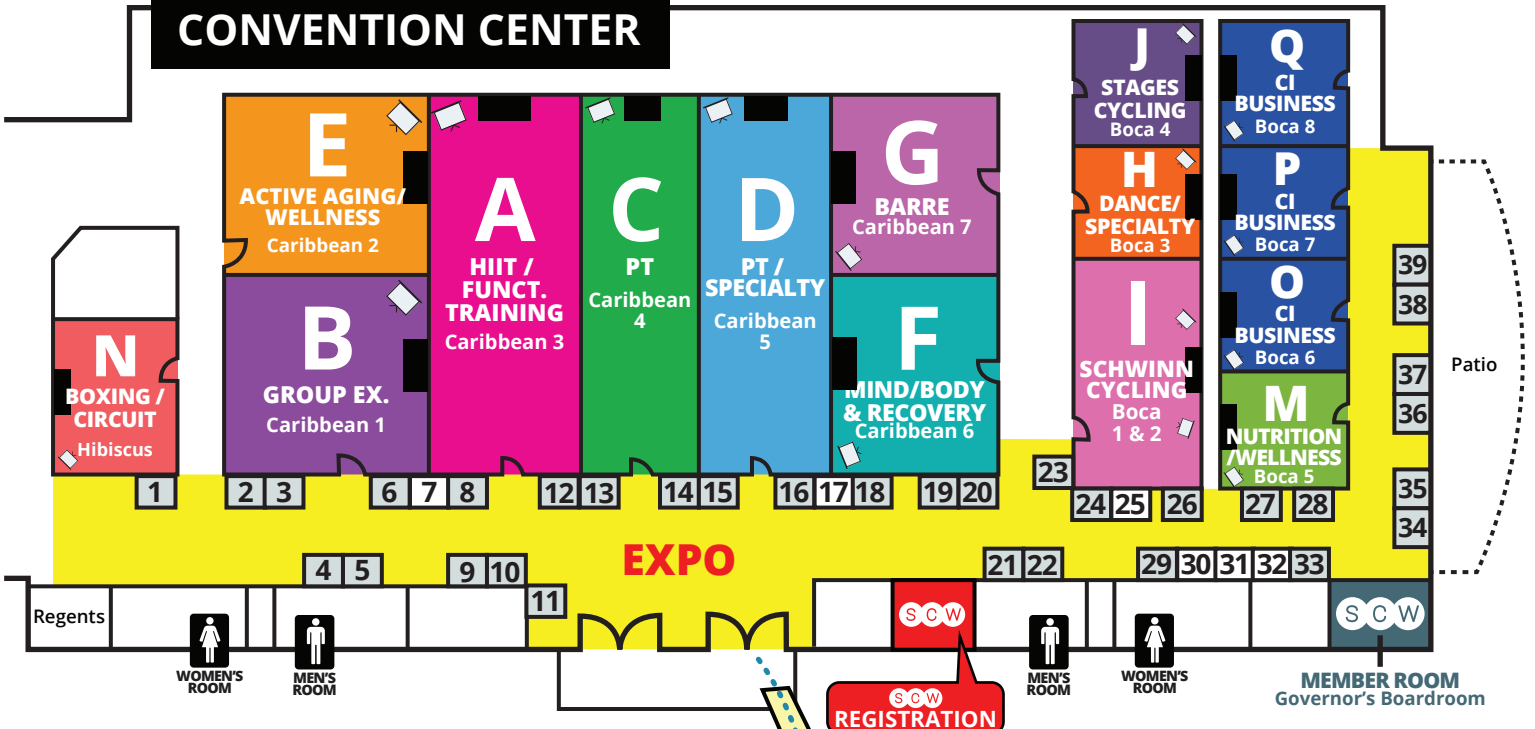 CONVENTION CENTER
E
ACTIVE AGING/
WELLNESS
Caribbean 2
B
GROUP EX.
Caribbean 1
A
HIIT /
FUNCT.
TRAINING
Caribbean 3
C
PT
Caribbean
4
D
PT /
SPECIALTY
Caribbean
5
G
BARRE
Caribbean 7
F
MIND/BODY
& RECOVERY
Caribbean 6
J
STAGES
CYCLING
Boca 4
H
DANCE/
SPECIALTY
Boca 3
I
SCHWINN
CYCLING
Boca
1 & 2
Q
CI
BUSINESS
Boca 8
P
CI
BUSINESS
Boca 7
O
CI
BUSINESS
Boca 6
M
NUTRITION
/WELLNESS
Boca 5
N
BOXING /
CIRCUIT
Hibiscus
39
38
37
36
35
34
Patio
1
2 3
6 7 8
12 13
14 15
16 17 18
19 20
23
24 25
26
27
28
EXPO
4 5
9 10
11
21 22
29 30 31 32 33
Regents
SCW
SCW
WOMEN'S
ROOM
MEN'S
ROOM
MEN'S
ROOM
WOMEN'S
ROOM
SCW
REGISTRATION
MEMBER ROOM
Governor's Boardroom